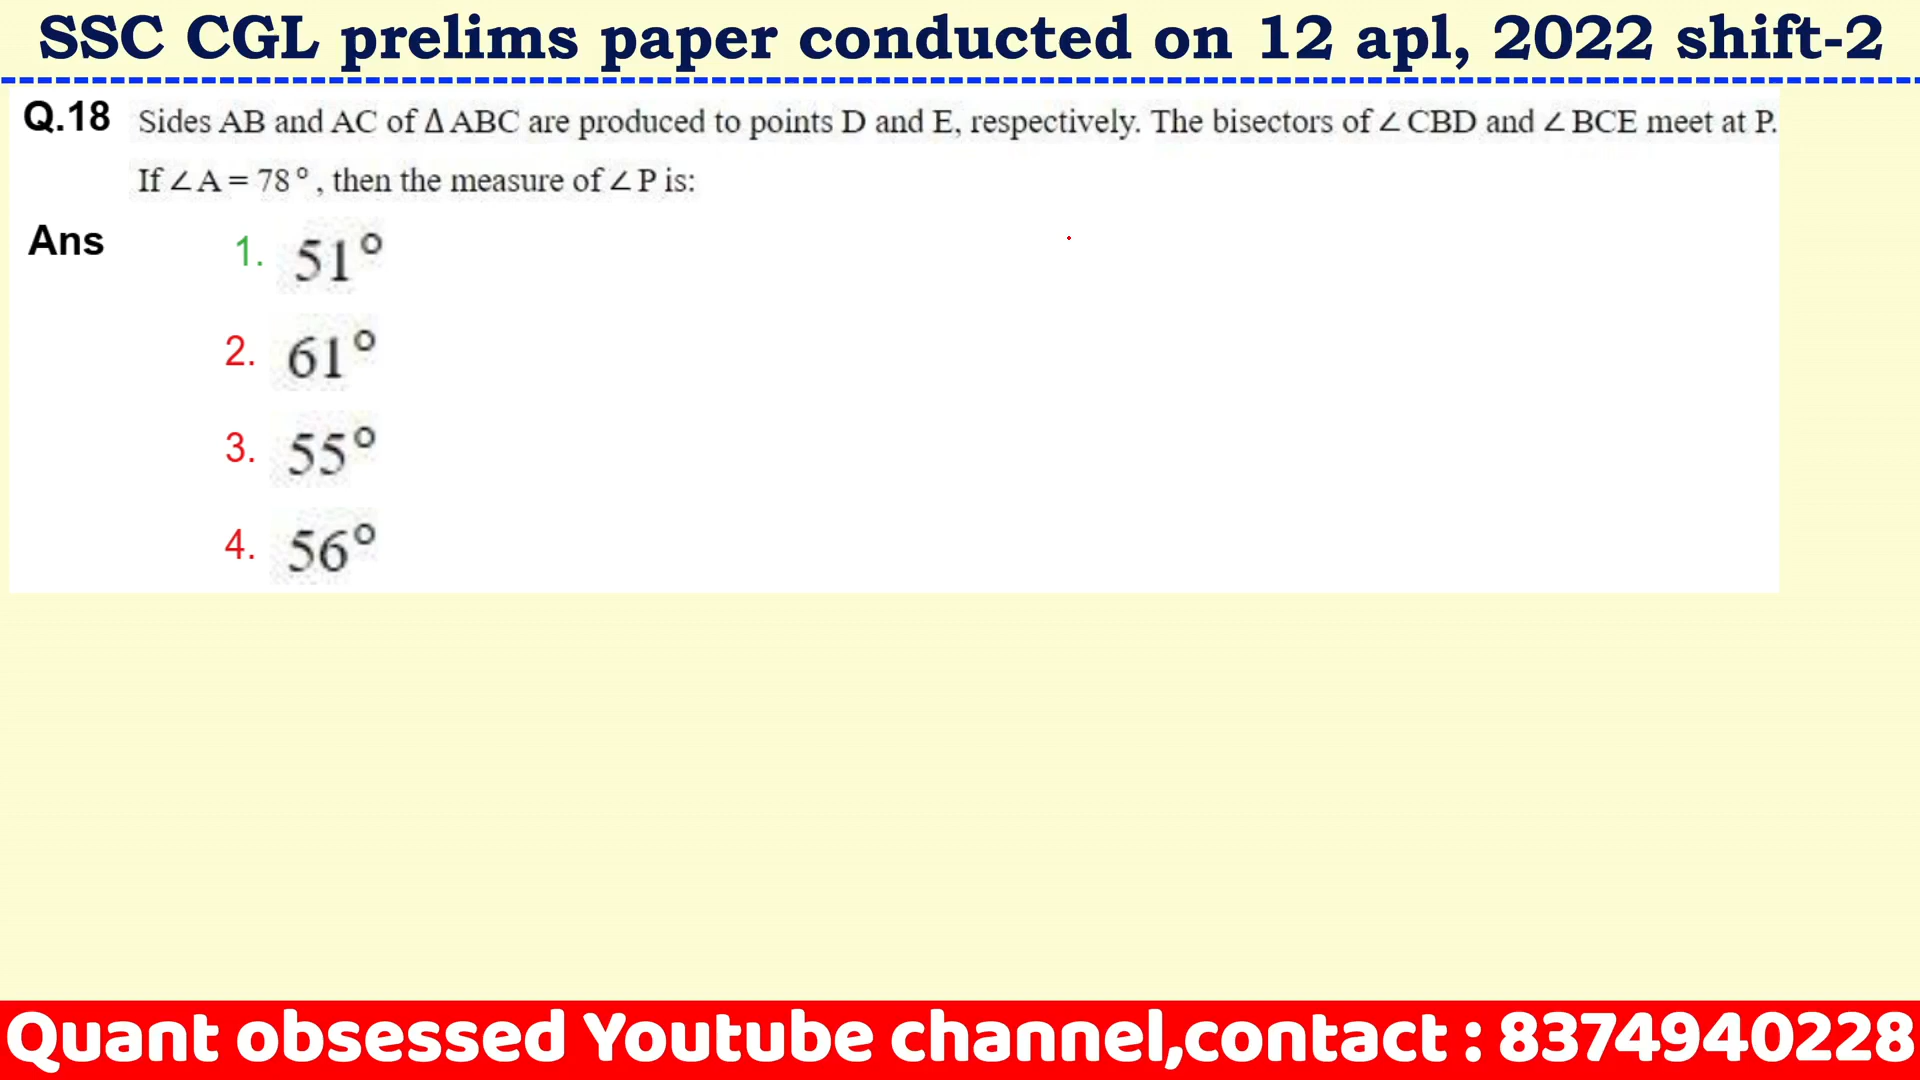 SSC CGL prelims paper conducted on 12 apl, 2022 shift-2
Q.18 Sides AB and AC of Δ ABC are produced to points D and E, respectively. The bisectors of ∠ CBD and ∠ BCE meet at P.
If ∠ A = 78°, then the measure of ∠ P is:
Ans 1. 51°
2. 61°
3. 55°
4. 56°
Quant obsessed Youtube channel,contact : 8374940228